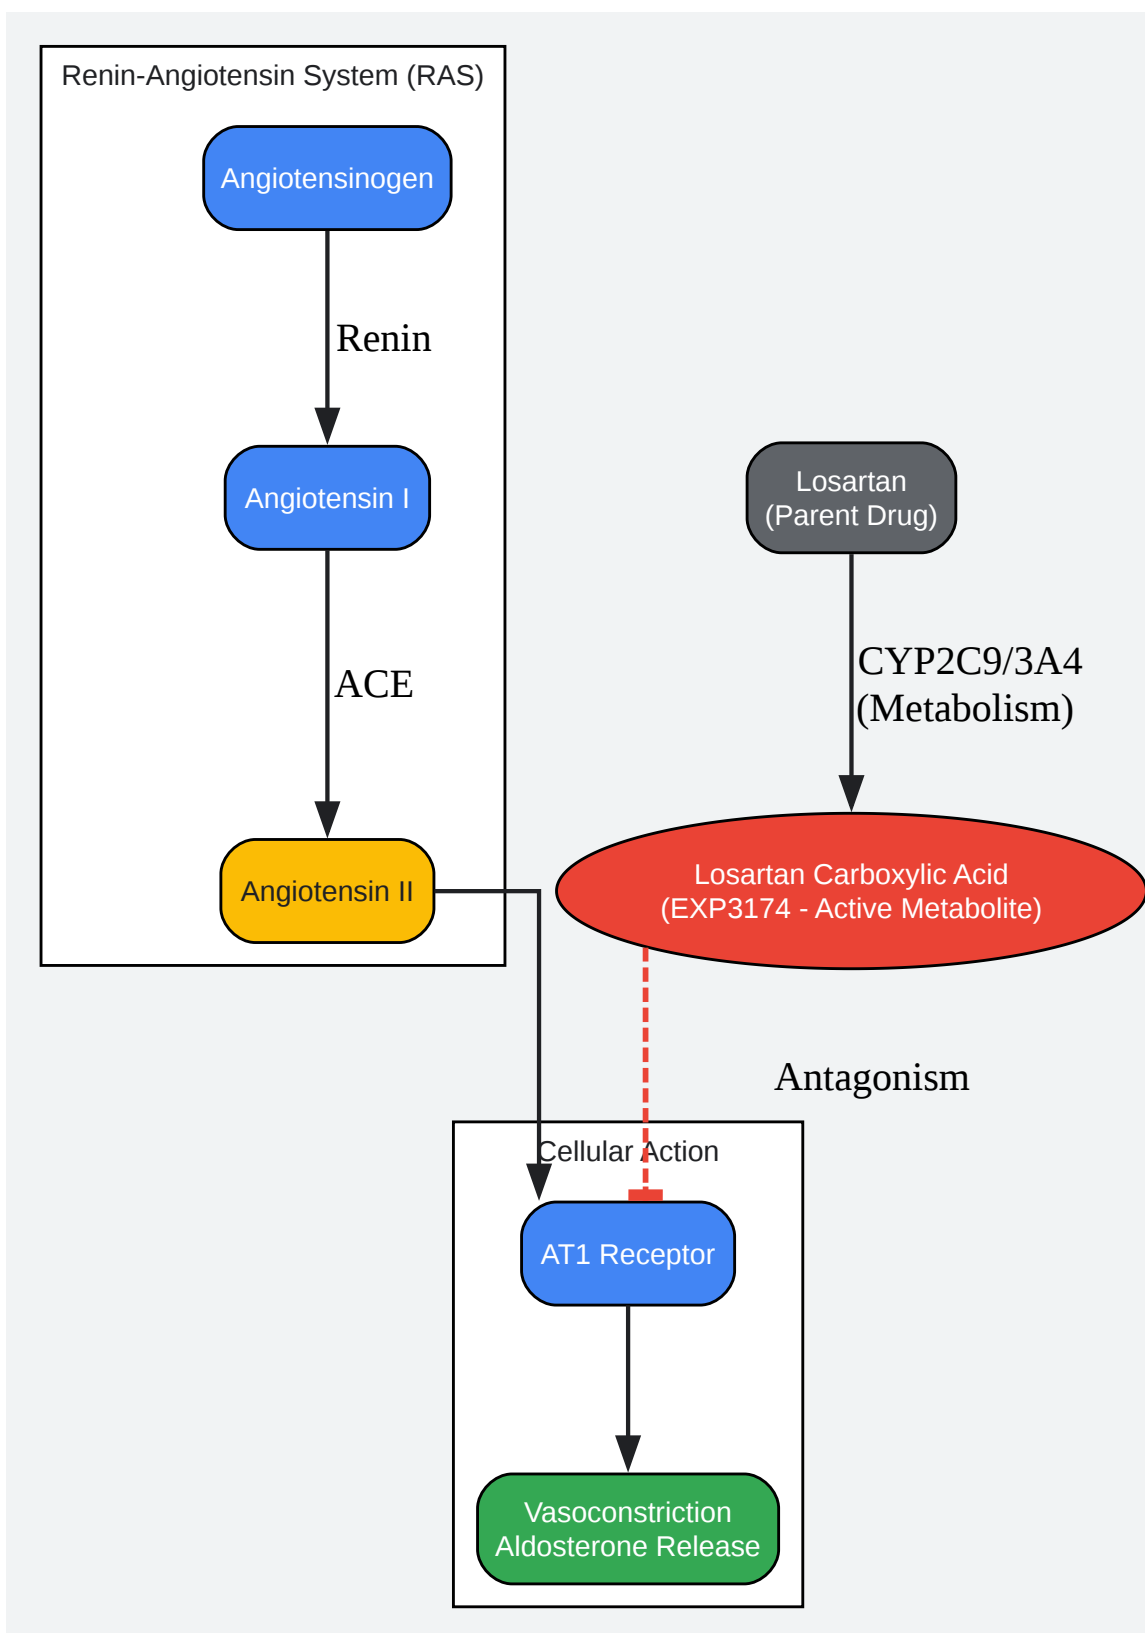 Renin-Angiotensin System (RAS)
Angiotensinogen
Renin
Angiotensin I
ACE
Angiotensin II
Losartan
(Parent Drug)
CYP2C9/3A4
(Metabolism)
Losartan Carboxylic Acid
(EXP3174 - Active Metabolite)
Antagonism
Cellular Action
AT1 Receptor
Vasoconstriction
Aldosterone Release